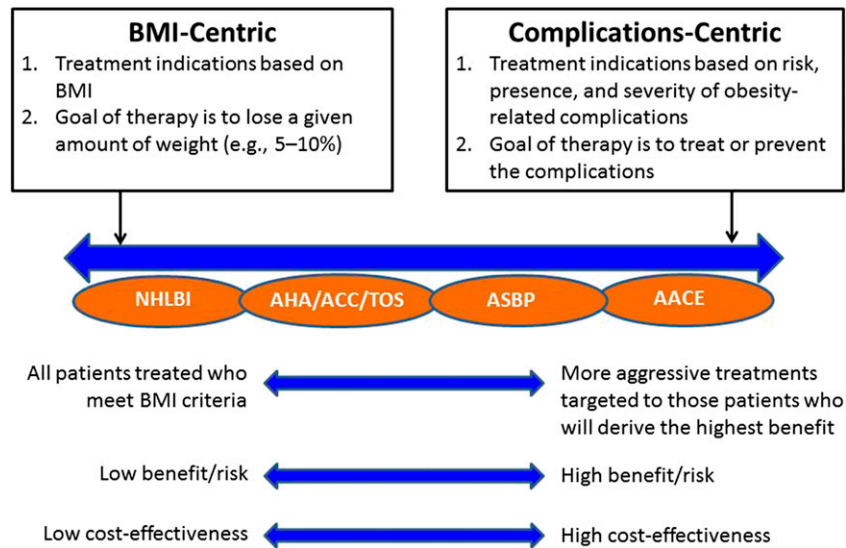 BMI-Centric
1. Treatment indications based on
BMI
2. Goal of therapy is to lose a given
amount of weight (e.g., 5–10%)
Complications-Centric
1. Treatment indications based on risk,
presence, and severity of obesity-
related complications
2. Goal of therapy is to treat or prevent
the complications
NHLBI
AHA/ACC/TOS
ASBP
AACE
All patients treated who
meet BMI criteria
More aggressive treatments
targeted to those patients who
will derive the highest benefit
Low benefit/risk
High benefit/risk
Low cost-effectiveness
High cost-effectiveness